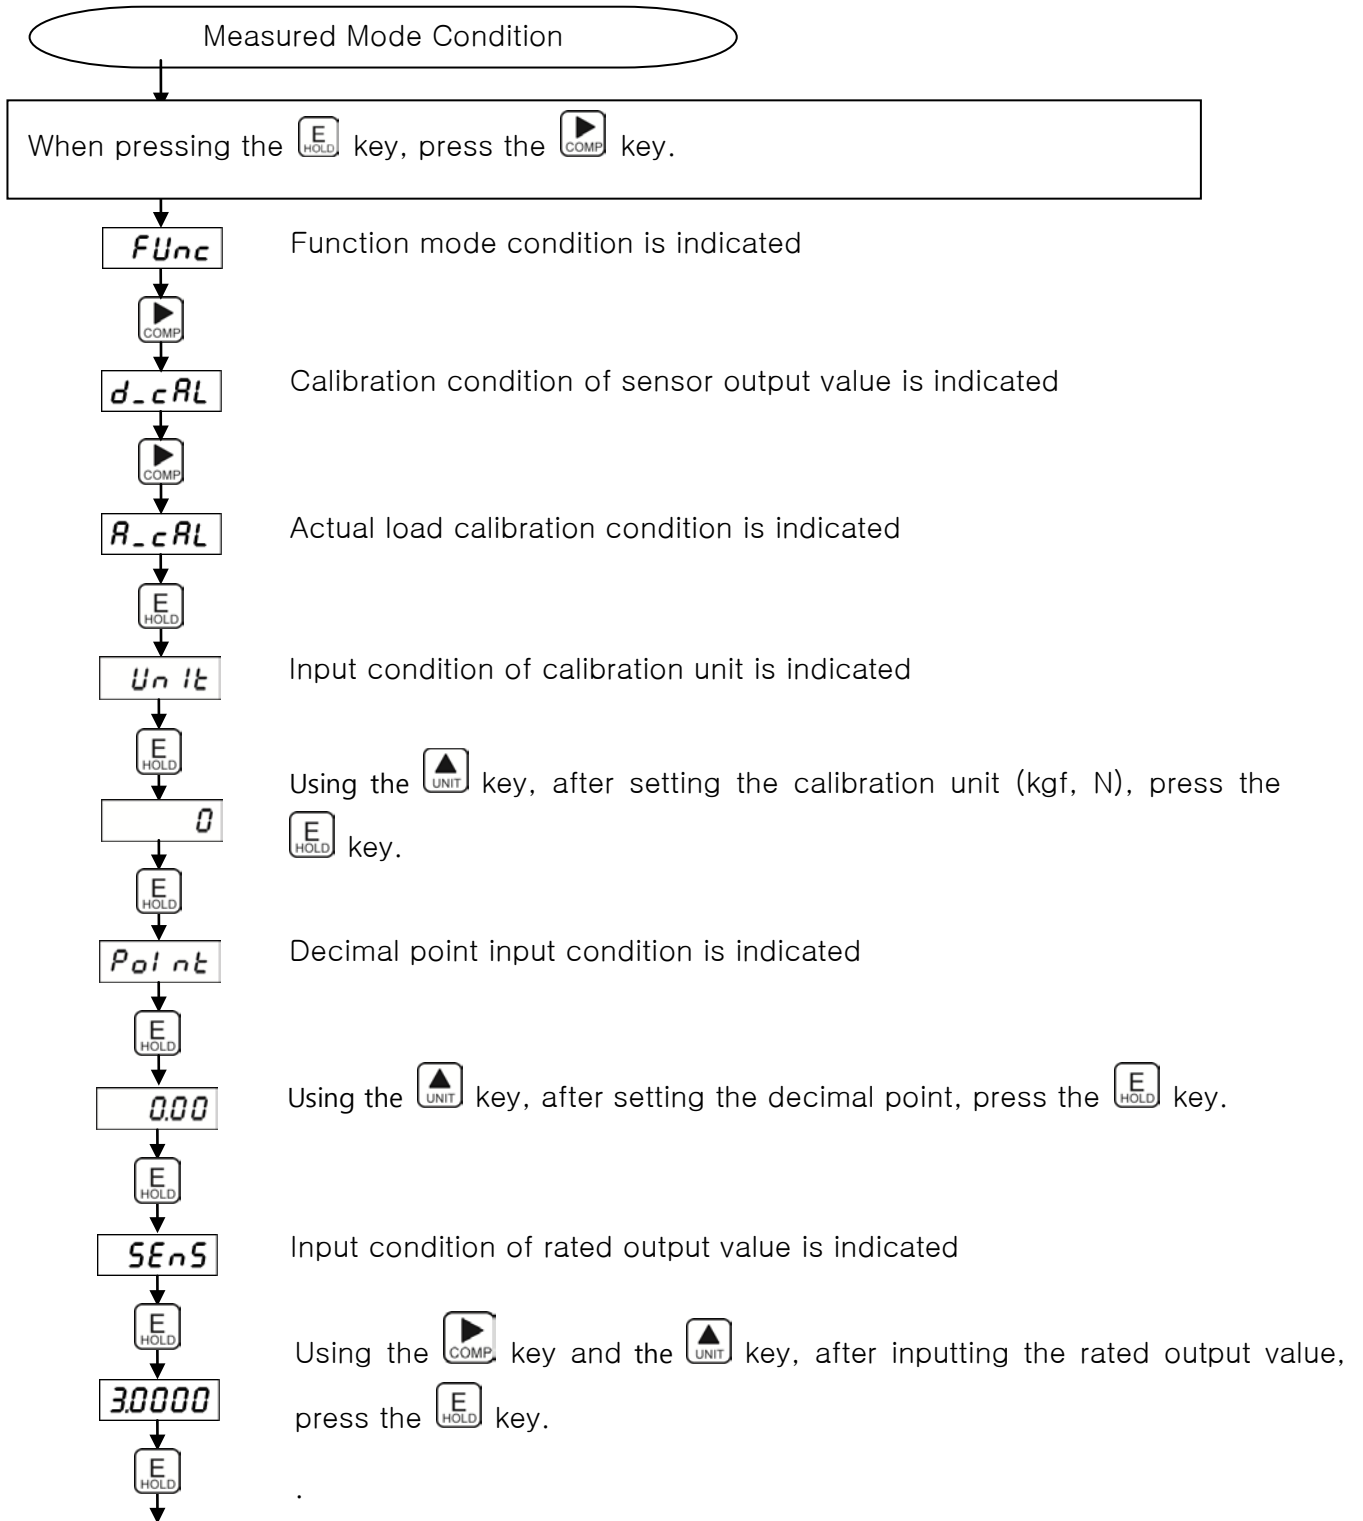 Measured Mode Condition
When pressing the E HOLD key, press the COMP key.
FUnc Function mode condition is indicated
COMP
d_cAL Calibration condition of sensor output value is indicated
COMP
A_cAL Actual load calibration condition is indicated
E HOLD
UnIt Input condition of calibration unit is indicated
E HOLD
Using the UNIT key, after setting the calibration unit (kgf, N), press the
0
E HOLD key.
E HOLD
PoInt Decimal point input condition is indicated
E HOLD
0.00 Using the UNIT key, after setting the decimal point, press the E HOLD key.
E HOLD
SEnS Input condition of rated output value is indicated
E HOLD
Using the COMP key and the UNIT key, after inputting the rated output value,
3.0000
press the E HOLD key.
E HOLD
.